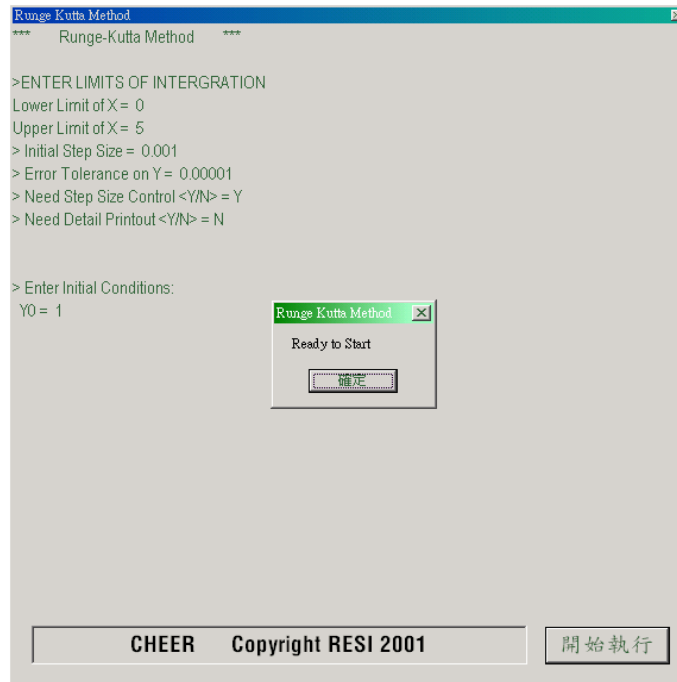 Runge Kutta Method
*** Runge-Kutta Method ***
>ENTER LIMITS OF INTERGRATION
Lower Limit of X = 0
Upper Limit of X = 5
> Initial Step Size = 0.001
> Error Tolerance on Y = 0.00001
> Need Step Size Control <Y/N> = Y
> Need Detail Printout <Y/N> = N
> Enter Initial Conditions:
Y0 = 1
Runge Kutta Method
Ready to Start
確定
CHEER Copyright RESI 2001
開始執行